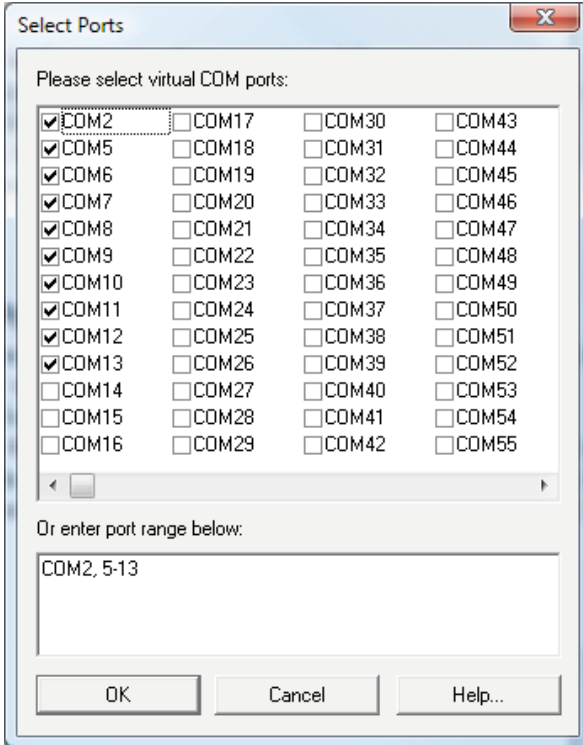 Select Ports
Please select virtual COM ports:
COM2 COM17 COM30 COM43
COM5 COM18 COM31 COM44
COM6 COM19 COM32 COM45
COM7 COM20 COM33 COM46
COM8 COM21 COM34 COM47
COM9 COM22 COM35 COM48
COM10 COM23 COM36 COM49
COM11 COM24 COM37 COM50
COM12 COM25 COM38 COM51
COM13 COM26 COM39 COM52
COM14 COM27 COM40 COM53
COM15 COM28 COM41 COM54
COM16 COM29 COM42 COM55
Or enter port range below:
COM2, 5-13
OK Cancel Help...